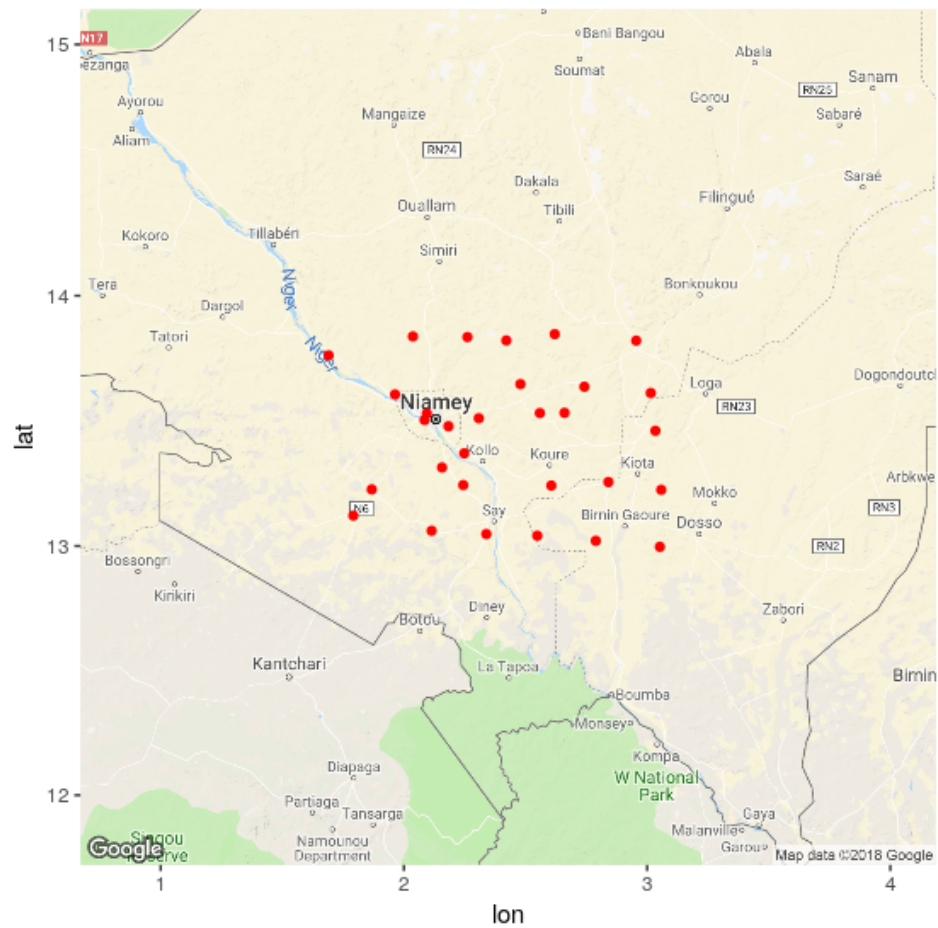 15
N17
ezanga
Bani Bangou
Soumat
Abala
Sanam
RN25
Ayorou
Gorou
Mangaize
Sabaré
Aliam
RN24
Dakala
Saraé
Filingué
Ouallam
Tibili
Kokoro
Tillabéri
Simiri
14
Tera
Niger
Bonkoukou
Dargol
Tatori
Niger
Loga
Dogondoutch
Niamey
RN23
lat
Kollo
Koure
Kiota
Arbkwe
Mokko
N6
Say
Birnin Gaoure
RN3
Dosso
13
RN2
Bossongri
Kirikiri
Diney
Zabori
Botou
Kantchari
La Tapoa
Birnin
Boumba
Monsey
Kompa
Diapaga
W National
Park
12
Partiaga
Tansarga
Gaya
Malanville
Namounou
Department
Garou
Singou
Reserve
Google
Map data ©2018 Google
1
2
3
4
lon